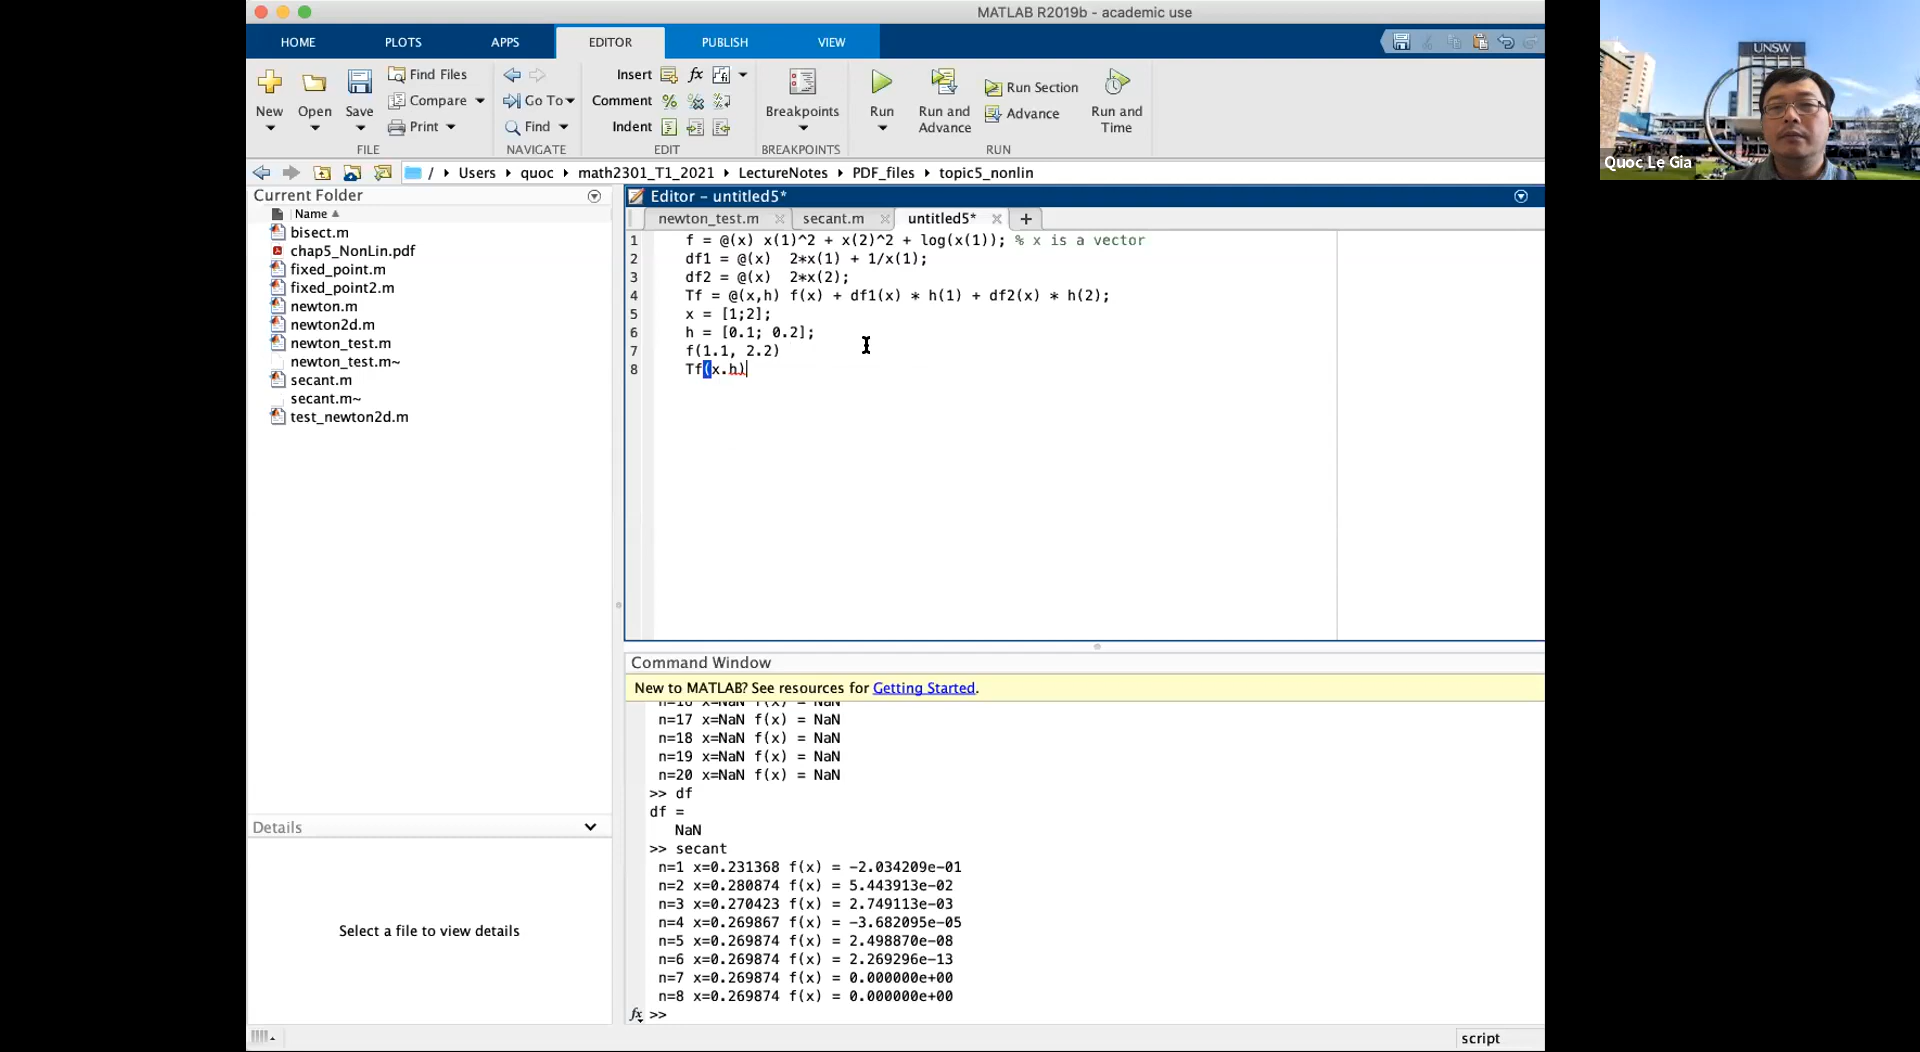 MATLAB R2019b - academic use
HOME PLOTS APPS EDITOR PUBLISH VIEW
New Open Save Find Files Compare Print
FILE
Go To Find
NAVIGATE
Insert fx
Comment % 
Indent
EDIT
Breakpoints
BREAKPOINTS
Run Run and Advance Run Section Advance Run and Time
RUN
/ Users quoc math2301_T1_2021 LectureNotes PDF_files topic5_nonlin
Current Folder
Name
bisect.m
chap5_NonLin.pdf
fixed_point.m
fixed_point2.m
newton.m
newton2d.m
newton_test.m
newton_test.m~
secant.m
secant.m~
test_newton2d.m
Details
Select a file to view details
Editor - untitled5*
newton_test.m secant.m untitled5* +
1 f = @(x) x(1)^2 + x(2)^2 + log(x(1)); % x is a vector
2 df1 = @(x)  2*x(1) + 1/x(1);
3 df2 = @(x)  2*x(2);
4 Tf = @(x,h) f(x) + df1(x) * h(1) + df2(x) * h(2);
5 x = [1;2];
6 h = [0.1; 0.2];
7 f(1.1, 2.2)
8 Tf(x.h)
Command Window
New to MATLAB? See resources for Getting Started.
n=16 x=NaN f(x) = NaN
n=17 x=NaN f(x) = NaN
n=18 x=NaN f(x) = NaN
n=19 x=NaN f(x) = NaN
n=20 x=NaN f(x) = NaN
>> df
df =
NaN
>> secant
n=1 x=0.231368 f(x) = -2.034209e-01
n=2 x=0.280874 f(x) = 5.443913e-02
n=3 x=0.270423 f(x) = 2.749113e-03
n=4 x=0.269867 f(x) = -3.682095e-05
n=5 x=0.269874 f(x) = 2.498870e-08
n=6 x=0.269874 f(x) = 2.269296e-13
n=7 x=0.269874 f(x) = 0.000000e+00
n=8 x=0.269874 f(x) = 0.000000e+00
fx >>
script
UNSW
Quoc Le Gia